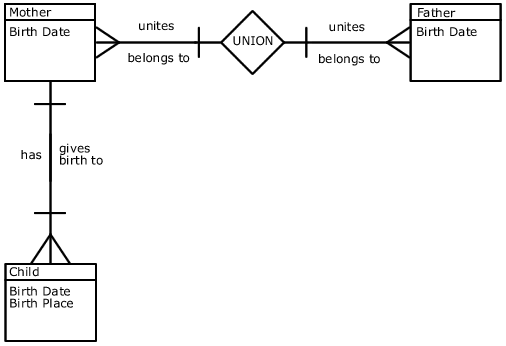 Mother
Birth Date
unites
belongs to
UNION
unites
belongs to
Father
Birth Date
has
gives
birth to
Child
Birth Date
Birth Place